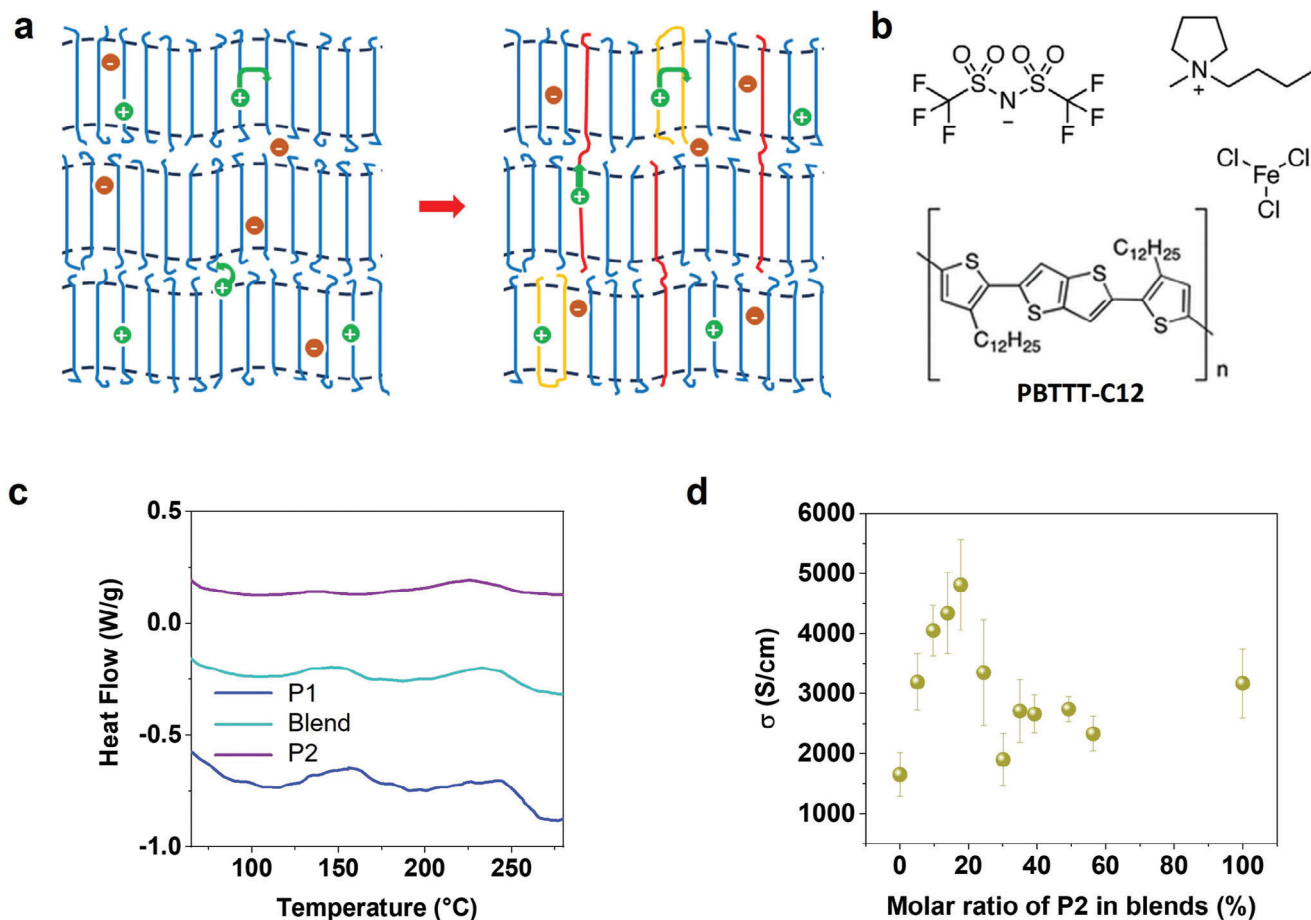 a
b
O O O O
S S
F F
F N F
F − F
N
+
Cl Cl
Fe
Cl
C12H25
C12H25
S S S S
n
PBTTT-C12
c
0.5
0.0
-0.5
-1.0
Heat Flow (W/g)
P1
Blend
P2
100 150 200 250
Temperature (°C)
d
6000
5000
4000
3000
2000
1000
σ (S/cm)
0 20 40 60 80 100
Molar ratio of P2 in blends (%)